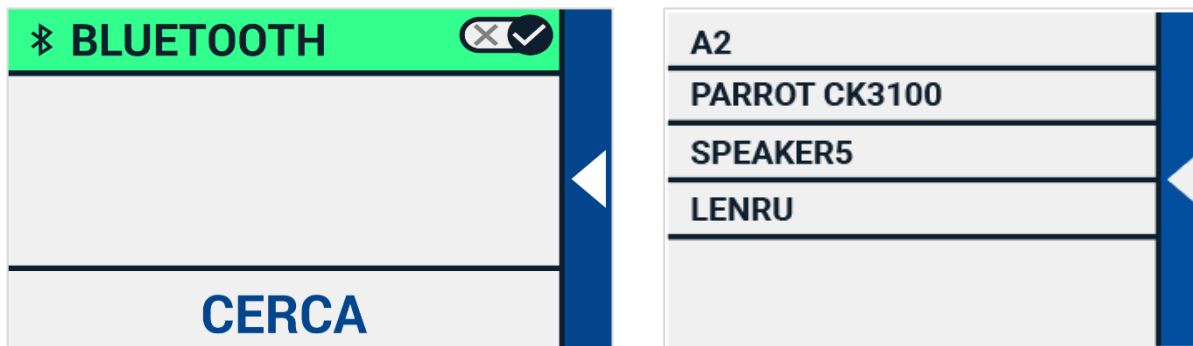 BLUETOOTH
CERCA
A2
PARROT CK3100
SPEAKER5
LENRU